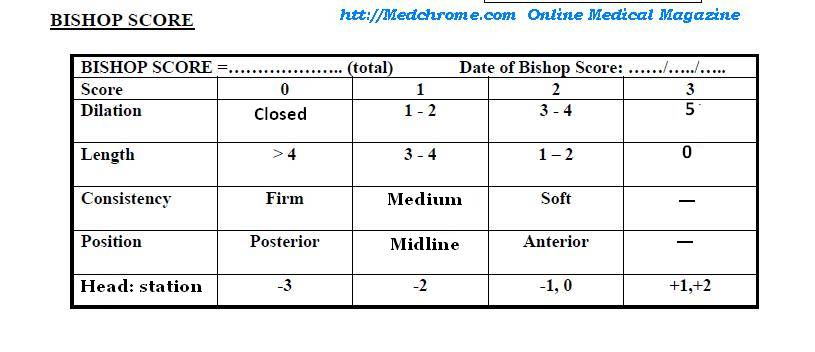 htt://Medchrome.com Online Medical Magazine
BISHOP SCORE
BISHOP SCORE =.................... (total) Date of Bishop Score: ....../...../.....
Score 0 1 2 3
Dilation Closed 1 - 2 3 - 4 5
Length > 4 3 - 4 1 – 2 0
Consistency Firm Medium Soft —
Position Posterior Midline Anterior —
Head: station -3 -2 -1, 0 +1,+2